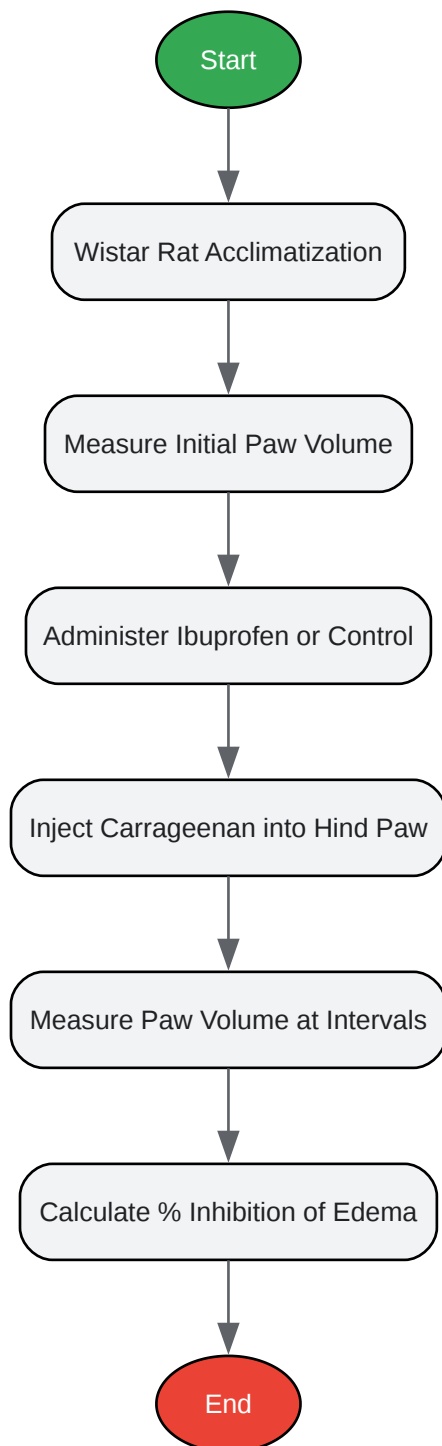 Start
Wistar Rat Acclimatization
Measure Initial Paw Volume
Administer Ibuprofen or Control
Inject Carrageenan into Hind Paw
Measure Paw Volume at Intervals
Calculate % Inhibition of Edema
End